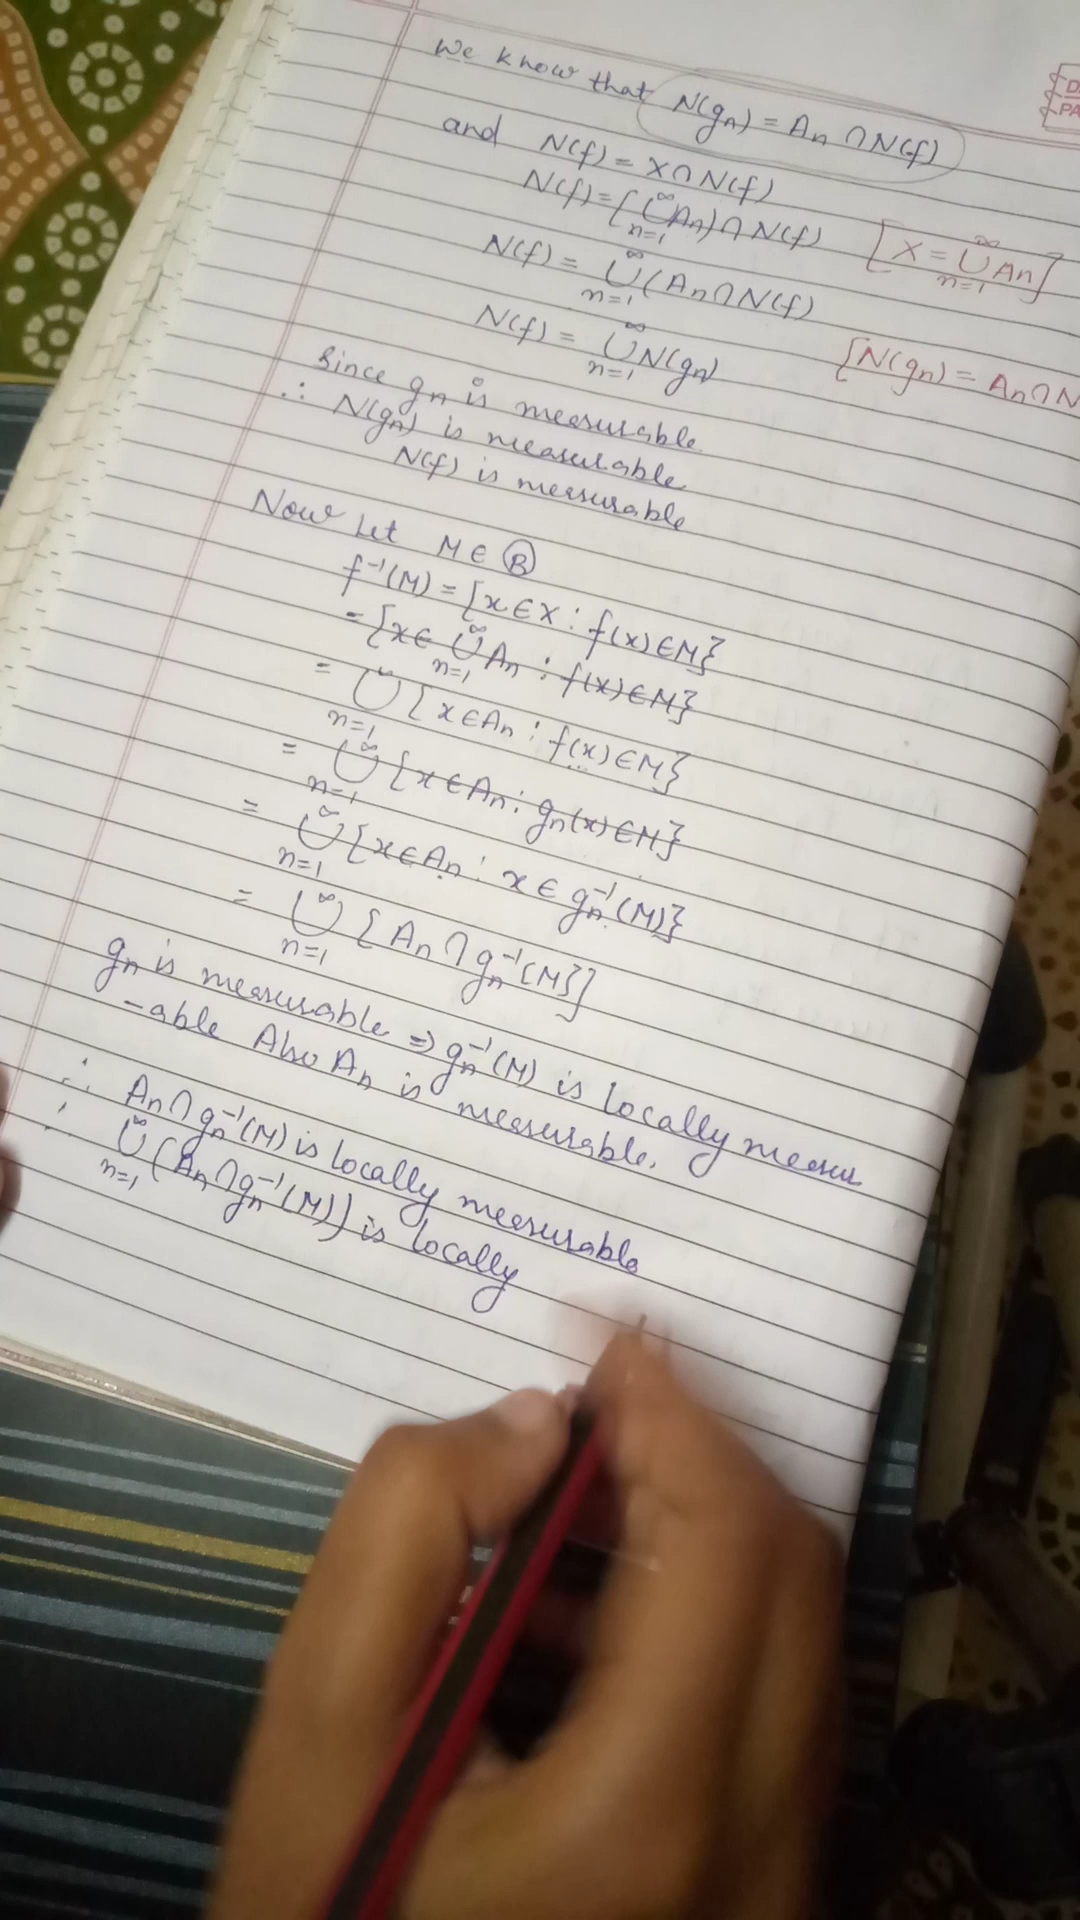 We know that N(gₙ) = Aₙ ∩ N(f)
and N(f) = X ∩ N(f)
N(f) = [∞⋃n=1 Aₙ) ∩ N(f) [X = ∞⋃n=1 Aₙ]
N(f) = ∞⋃n=1 (Aₙ ∩ N(f)
N(f) = ∞⋃n=1 N(gₙ) [N(gₙ) = Aₙ ∩ N
Since gₙ is measurable.
∴ N(gₙ) is measurable
N(f) is measurable
Now Let M ∈ B
f⁻¹(M) = {x ∈ X : f(x) ∈ M}
= {x ∈ ∞⋃n=1 Aₙ : f(x) ∈ M}
= ∞⋃n=1 {x ∈ Aₙ : f(x) ∈ M}
= ∞⋃n=1 {x ∈ Aₙ : gₙ(x) ∈ M}
= ∞⋃n=1 {x ∈ Aₙ : x ∈ gₙ⁻¹(M)}
= ∞⋃n=1 {Aₙ ∩ gₙ⁻¹(M}]
gₙ is measurable ⇒ gₙ⁻¹(M) is locally measur
-able Also Aₙ is measurable.
∴ Aₙ ∩ gₙ⁻¹(M) is locally measurable
∴ ∞⋃n=1 (Aₙ ∩ gₙ⁻¹(M)) is locally